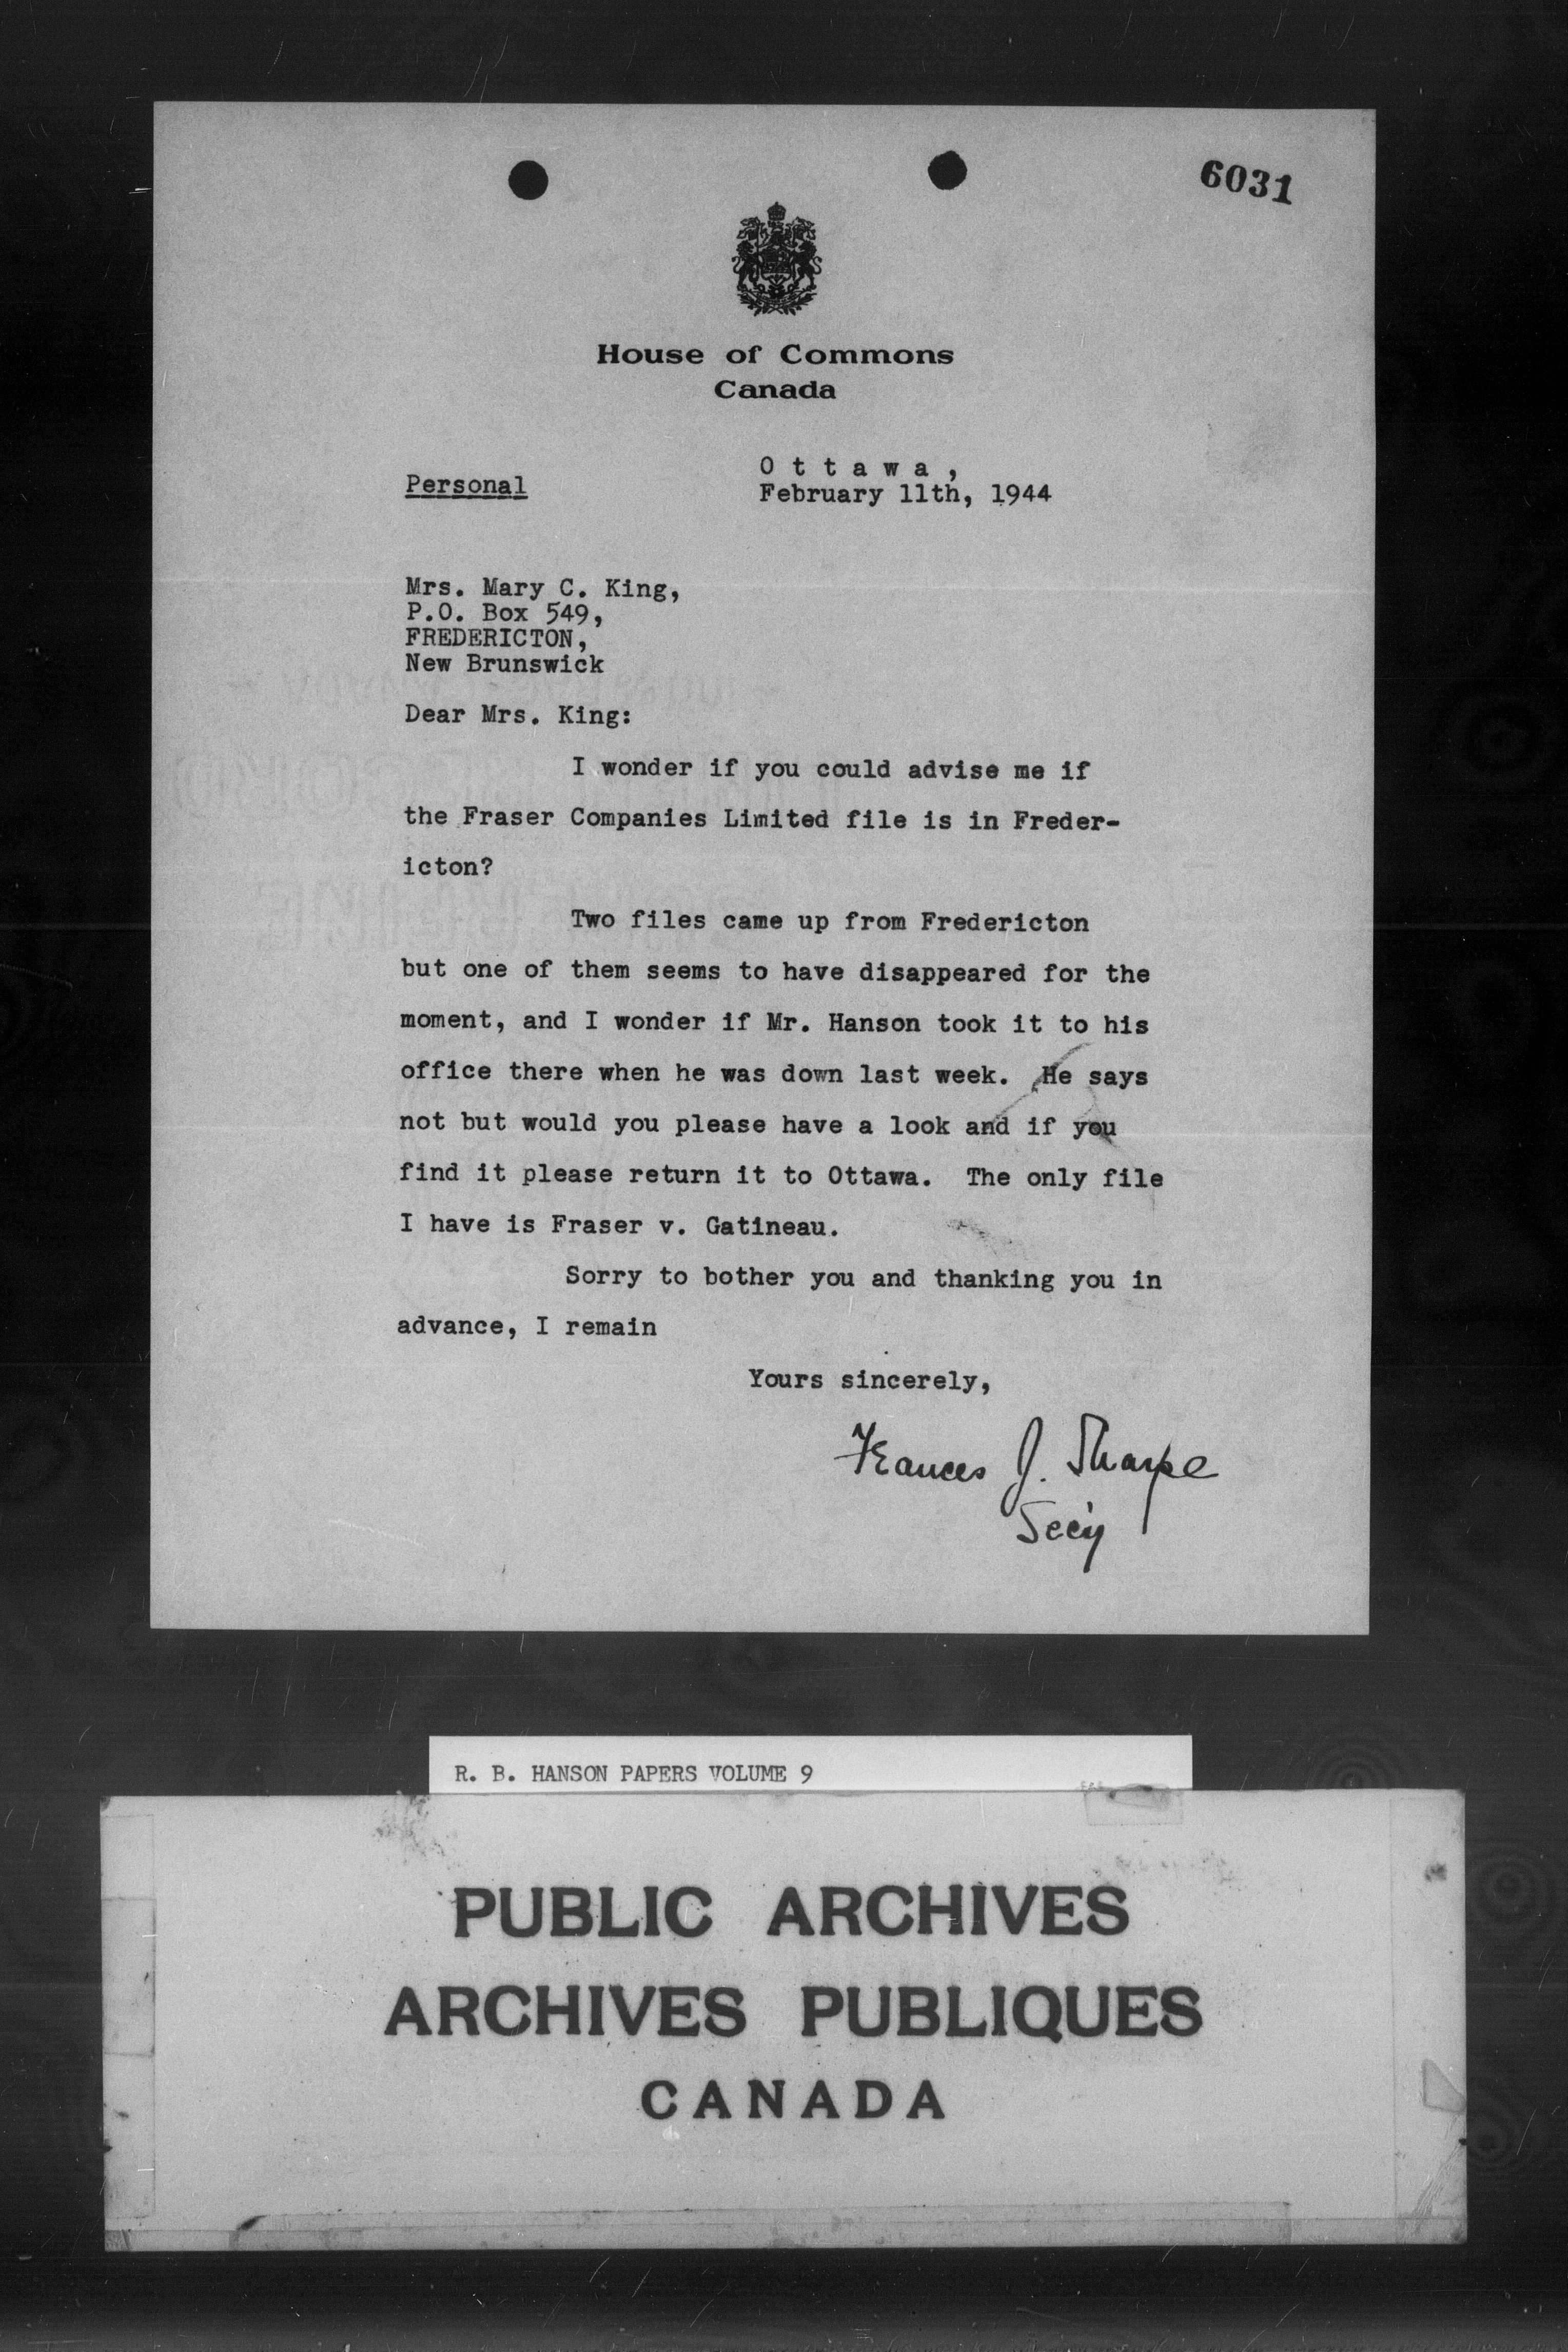 6031
House of Commons
Canada
Ottawa,
Personal
February 11th, 1944
Mrs. Mary C. King,
P.O. Box 549,
FREDERICTON,
New Brunswick
Dear Mrs. King:
I wonder if you could advise me if
the Fraser Companies Limited file is in Freder-
icton?
Two files came up from Fredericton
but one of them seems to have disappeared for the
moment, and I wonder if Mr. Hanson took it to his
office there when he was down last week. He says
not but would you please have a look and if you
find it please return it to Ottawa. The only file
I have is Fraser v. Gatineau.
Sorry to bother you and thanking you in
advance, I remain
Yours sincerely,
Frances J. Sharpe
Sec'y
R. B. HANSON PAPERS VOLUME 9
PUBLIC ARCHIVES
ARCHIVES PUBLIQUES
CANADA